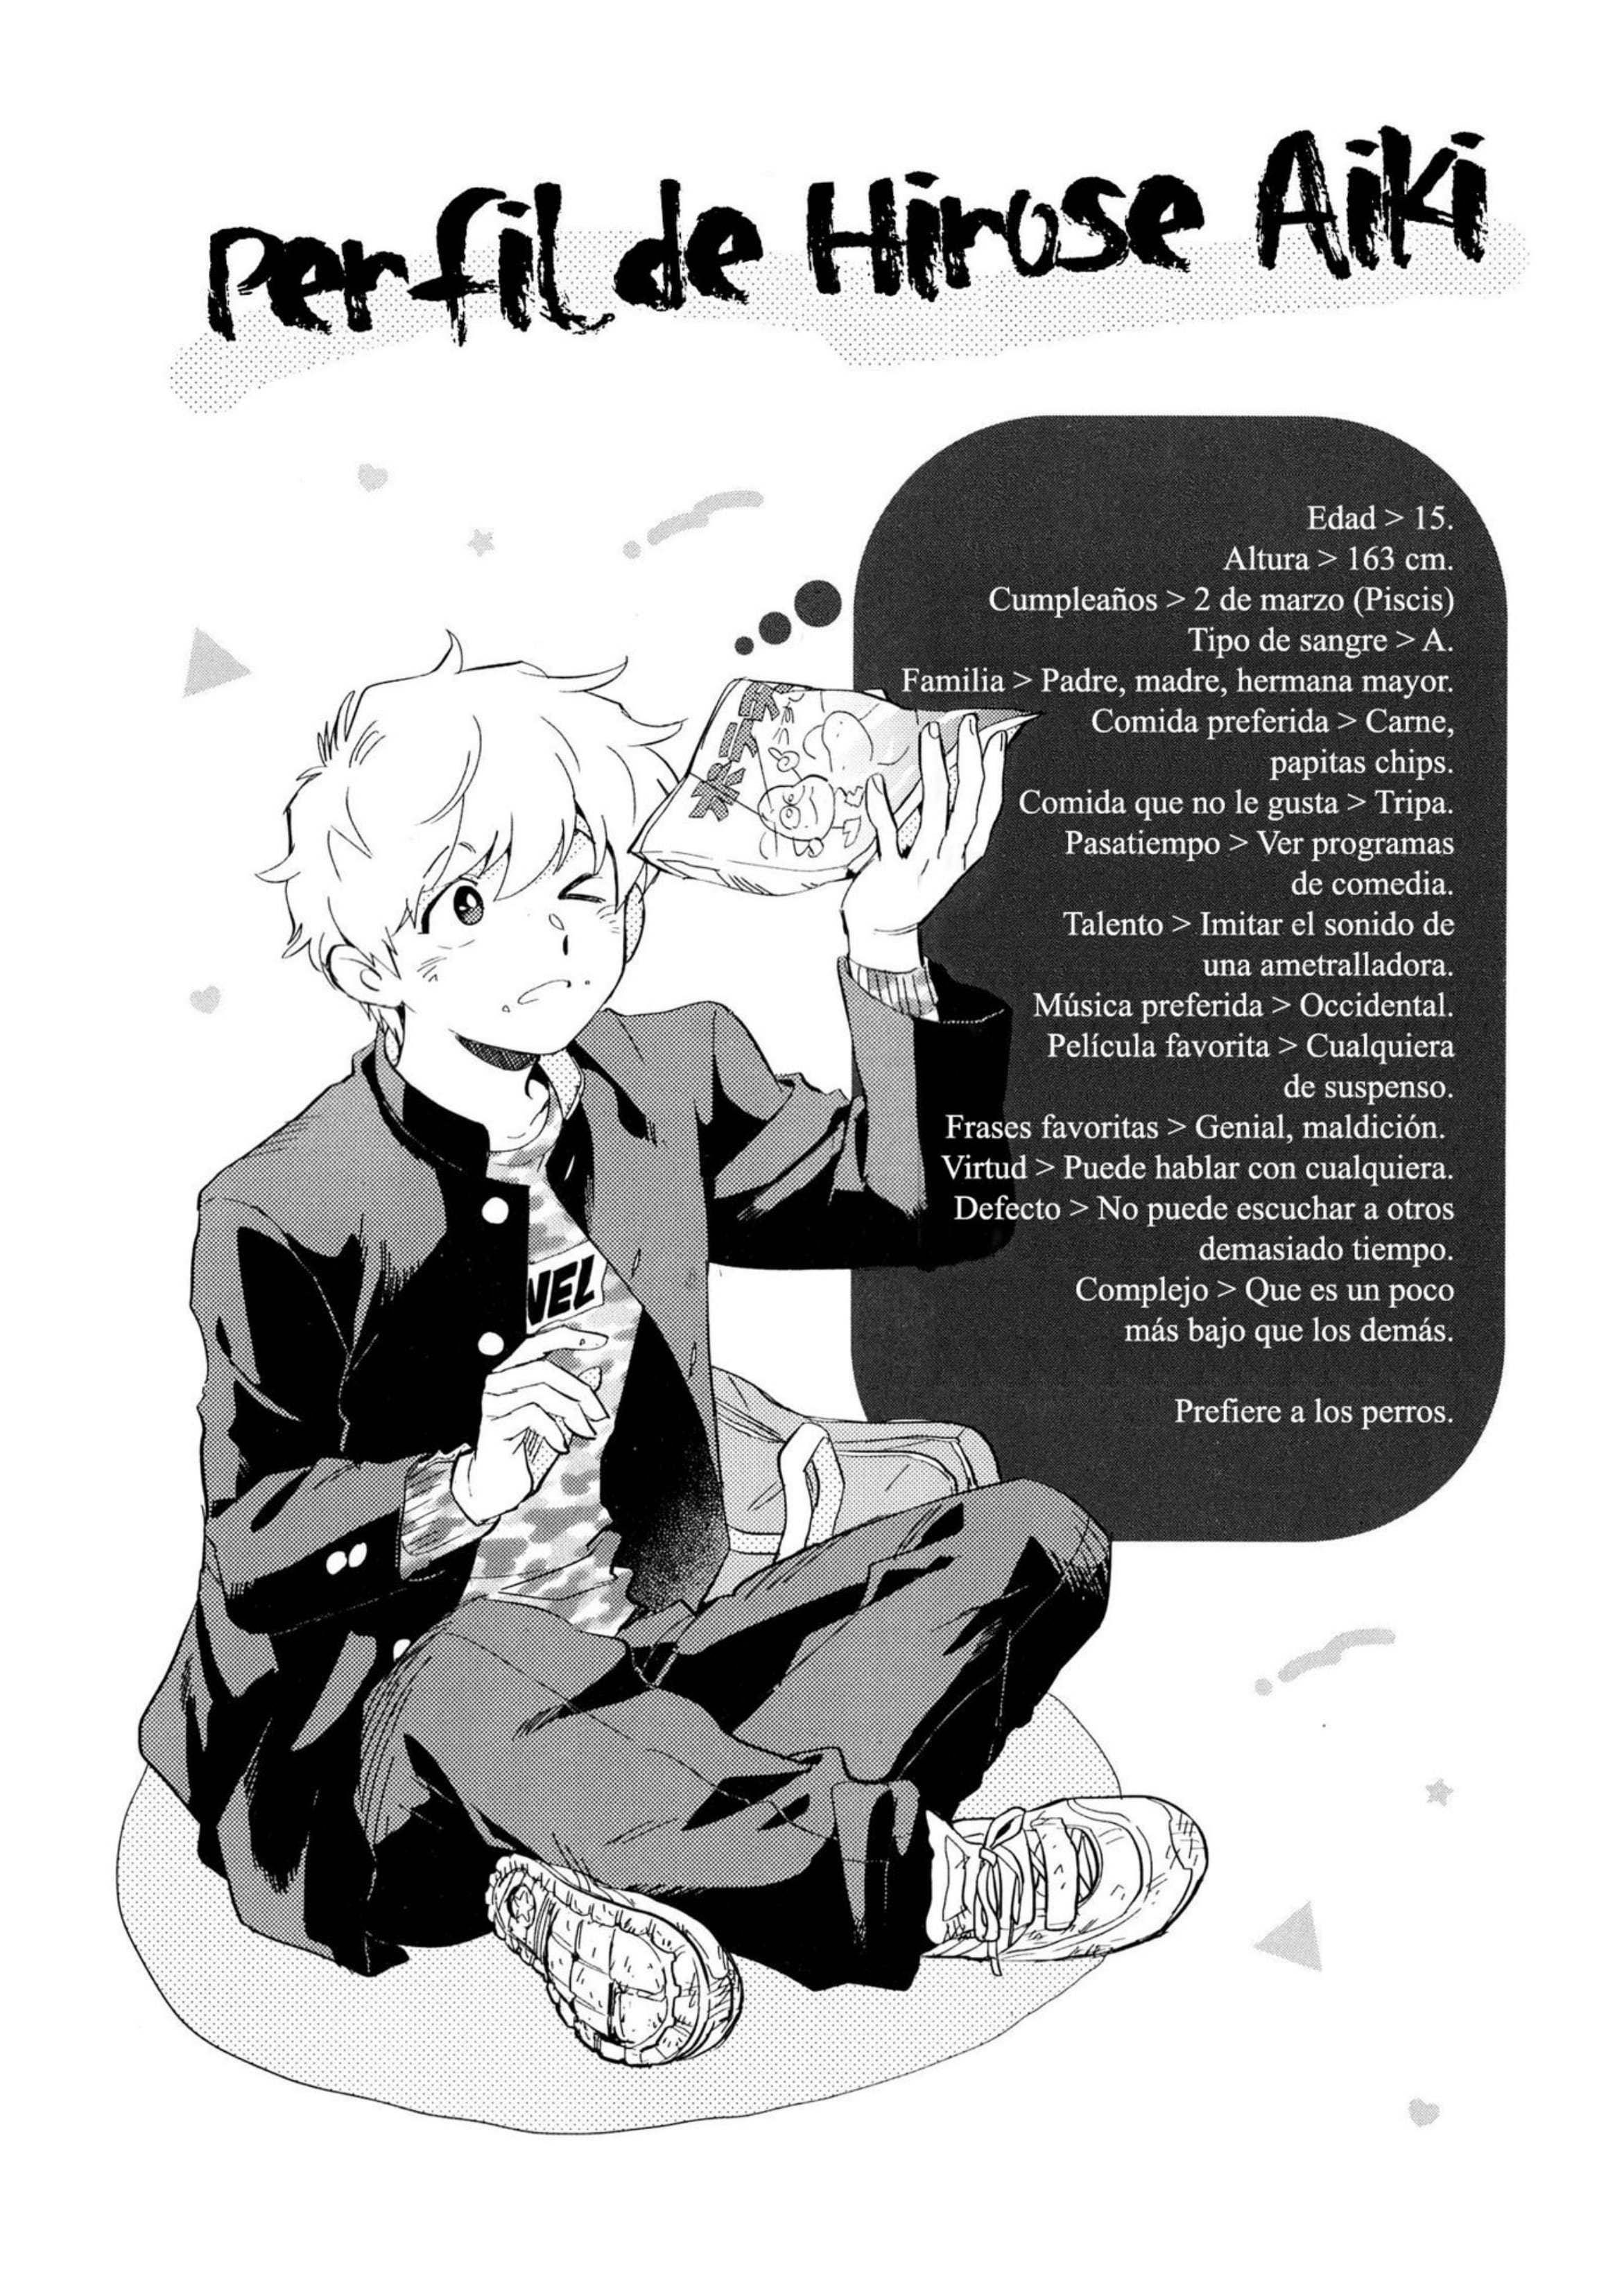 Perfil de Hirose Aiki
Edad > 15.
Altura > 163 cm.
Cumpleaños > 2 de marzo (Piscis)
Tipo de sangre > A.
Familia > Padre, madre, hermana mayor.
Comida preferida > Carne,
papitas chips.
Comida que no le gusta > Tripa.
Pasatiempo > Ver programas
de comedia.
Talento > Imitar el sonido de
una ametralladora.
Música preferida > Occidental.
Película favorita > Cualquiera
de suspenso.
Frases favoritas > Genial, maldición.
Virtud > Puede hablar con cualquiera.
Defecto > No puede escuchar a otros
demasiado tiempo.
Complejo > Que es un poco
más bajo que los demás.
Prefiere a los perros.
VEL